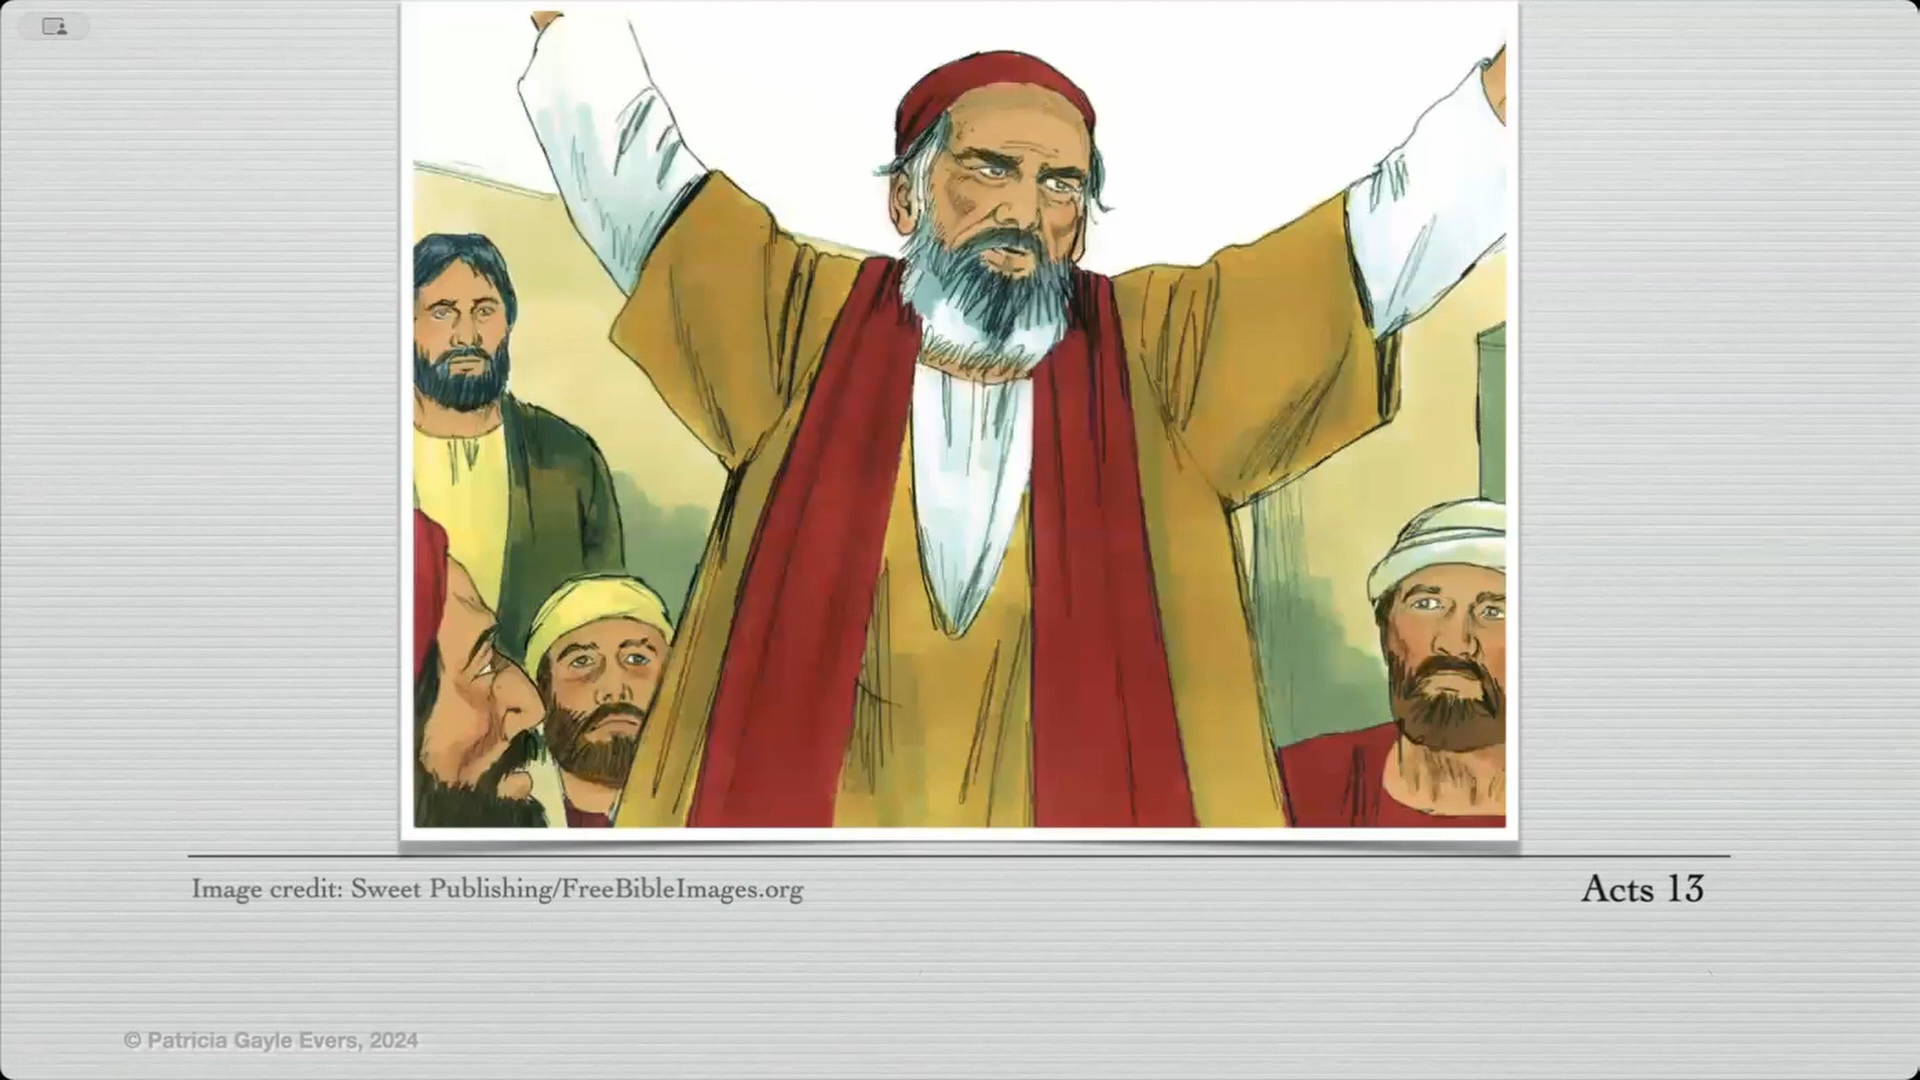 Image credit: Sweet Publishing/FreeBibleImages.org
Acts 13
© Patricia Gayle Evers, 2024